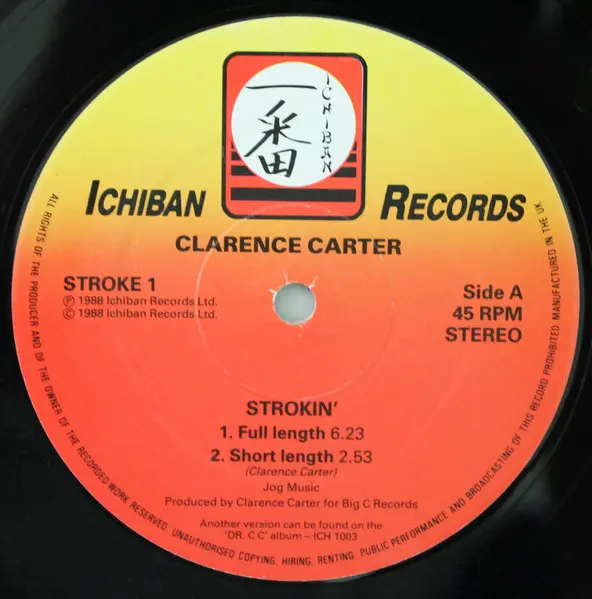 一番
ICHIBAN
ICHIBAN RECORDS
CLARENCE CARTER
STROKE 1
Ⓟ 1988 Ichiban Records Ltd.
© 1988 Ichiban Records Ltd.
Side A
45 RPM
STEREO
STROKIN'
1. Full length 6.23
2. Short length 2.53
(Clarence Carter)
Jog Music
Produced by Clarence Carter for Big C Records
Another version can be found on the
'DR. C C' album – ICH 1003
ALL RIGHTS OF THE PRODUCER AND OF THE OWNER OF THE RECORDED WORK RESERVED. UNAUTHORISED COPYING, HIRING, RENTING, PUBLIC PERFORMANCE AND BROADCASTING OF THIS RECORD PROHIBITED. MANUFACTURED IN THE UK